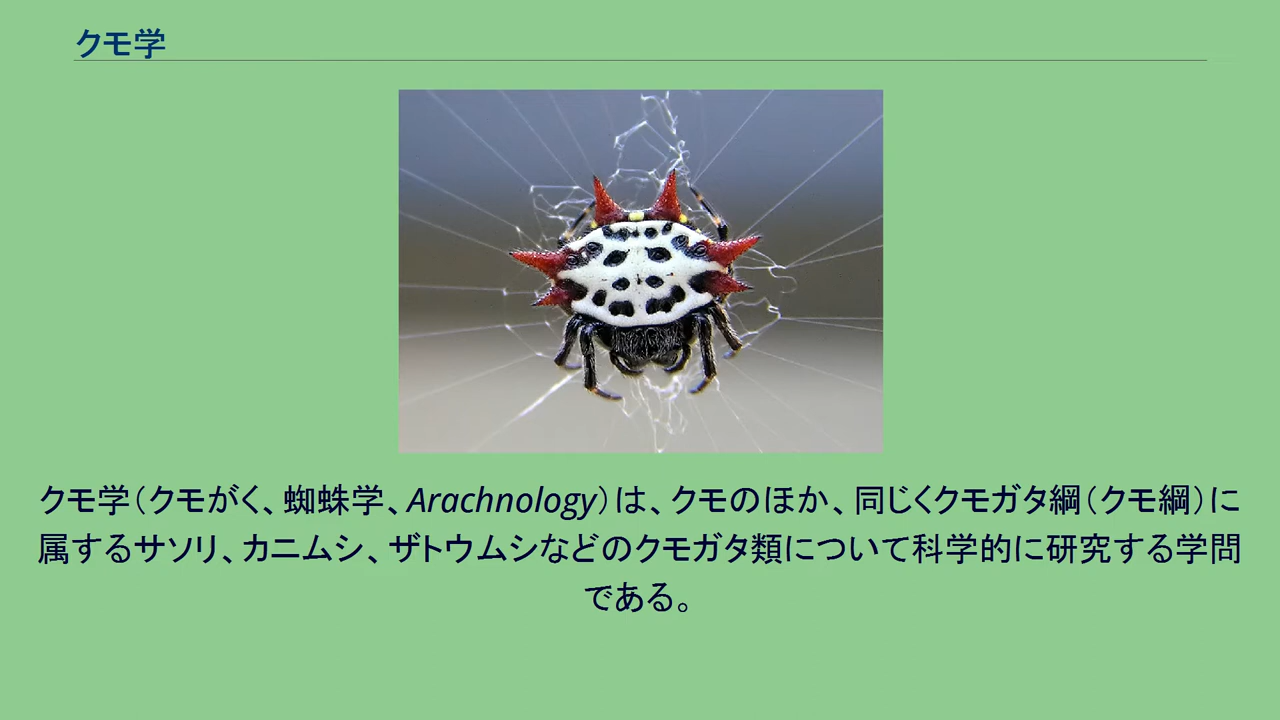 クモ学
クモ学（クモがく、蜘蛛学、Arachnology）は、クモのほか、同じくクモガタ綱（クモ綱）に
属するサソリ、カニムシ、ザトウムシなどのクモガタ類について科学的に研究する学問
である。